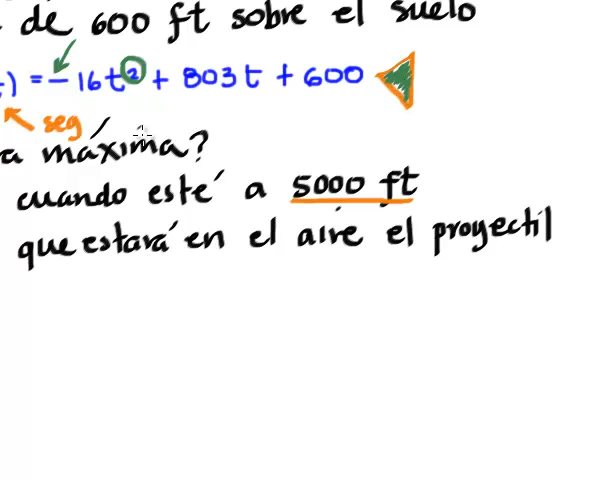 de 600 ft sobre el suelo
) = - 16t² + 803t + 600
seg
a máxima?
cuando esté a 5000 ft
que estará en el aire el proyectil